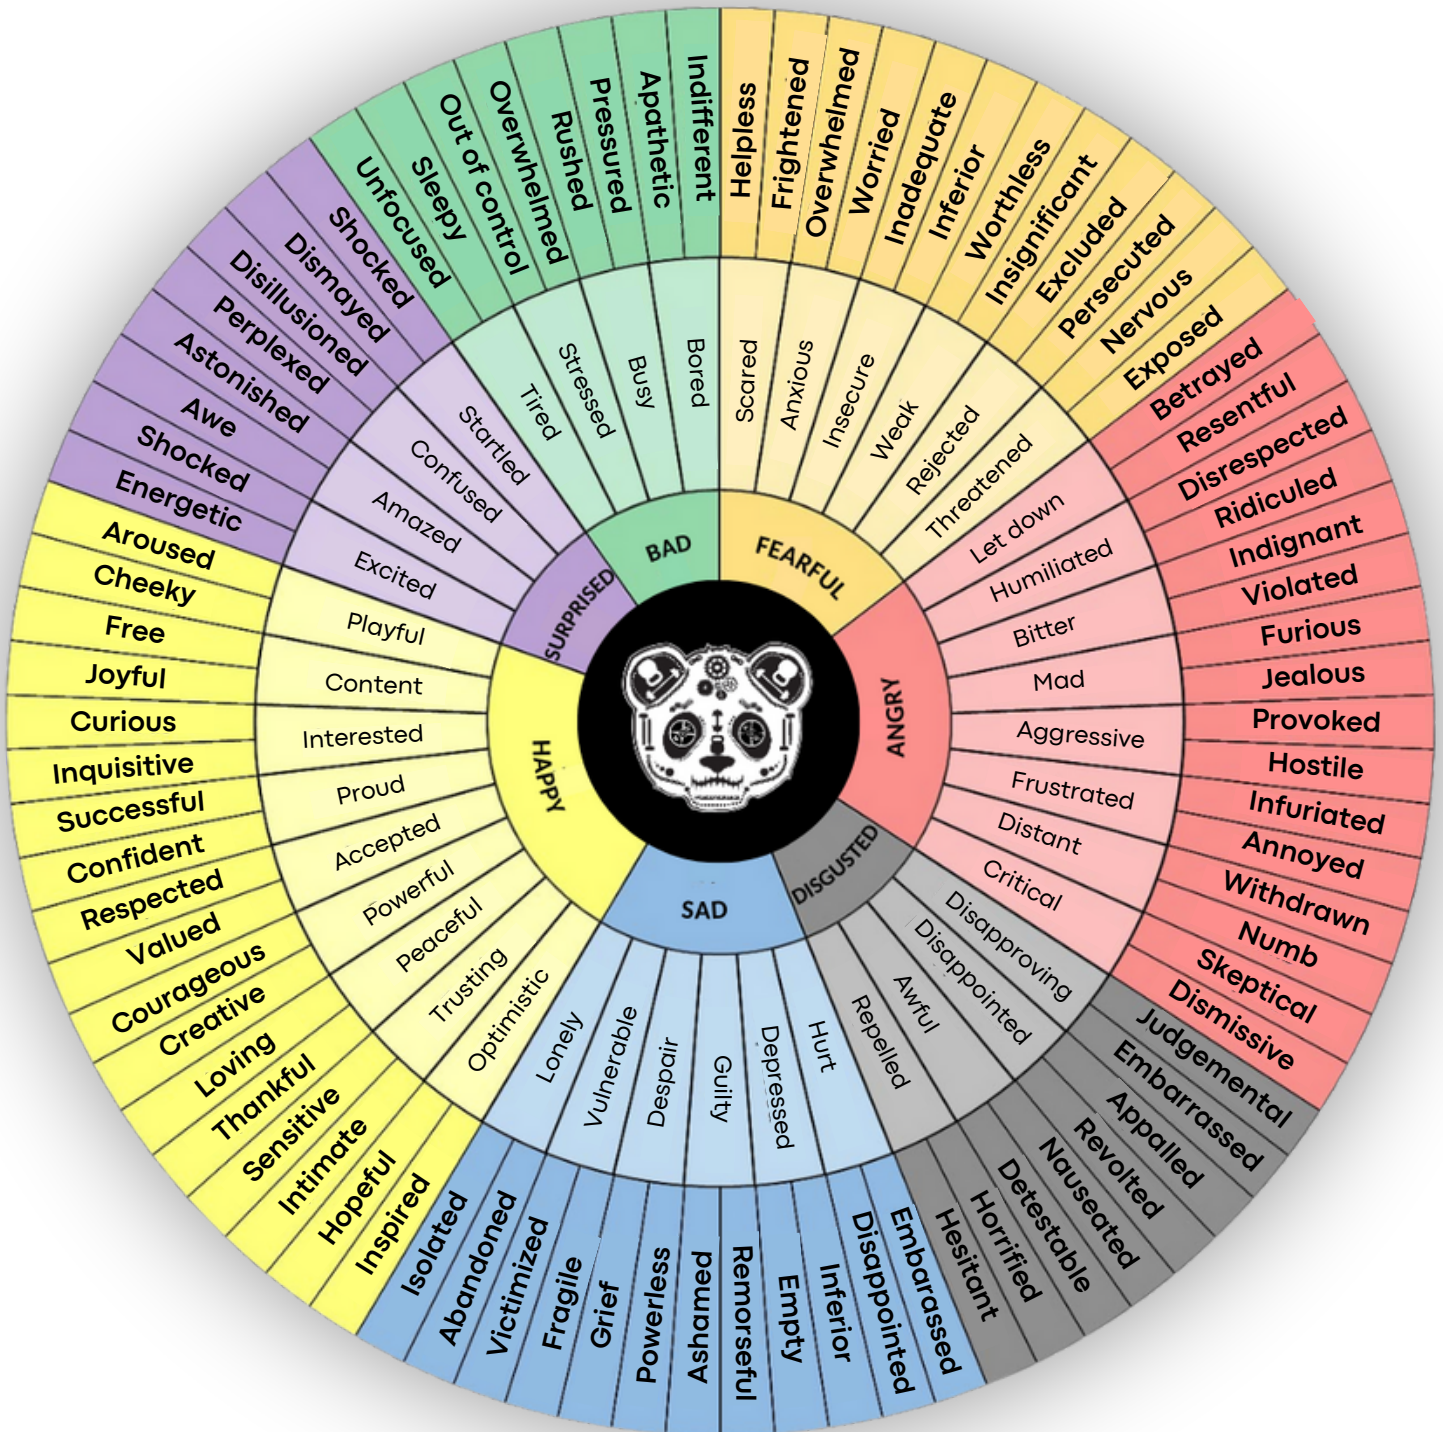 BAD
FEARFUL
ANGRY
DISGUSTED
SAD
HAPPY
SURPRISED
Scared
Anxious
Insecure
Weak
Rejected
Threatened
Let down
Humiliated
Bitter
Mad
Aggressive
Frustrated
Distant
Critical
Disapproving
Disappointed
Awful
Repelled
Hurt
Depressed
Guilty
Despair
Vulnerable
Lonely
Optimistic
Trusting
Peaceful
Powerful
Accepted
Proud
Interested
Content
Playful
Excited
Amazed
Confused
Startled
Tired
Stressed
Busy
Bored
Helpless
Frightened
Overwhelmed
Worried
Inadequate
Inferior
Worthless
Insignificant
Excluded
Persecuted
Nervous
Exposed
Betrayed
Resentful
Disrespected
Ridiculed
Indignant
Violated
Furious
Jealous
Provoked
Hostile
Infuriated
Annoyed
Withdrawn
Numb
Skeptical
Dismissive
Judgemental
Embarrassed
Appalled
Revolted
Nauseated
Detestable
Horrified
Hesitant
Embarassed
Disappointed
Inferior
Empty
Remorseful
Ashamed
Powerless
Grief
Fragile
Victimized
Abandoned
Isolated
Inspired
Hopeful
Intimate
Sensitive
Thankful
Loving
Creative
Courageous
Valued
Respected
Confident
Successful
Inquisitive
Curious
Joyful
Free
Cheeky
Aroused
Energetic
Shocked
Awe
Astonished
Perplexed
Disillusioned
Dismayed
Shocked
Unfocused
Sleepy
Out of control
Overwhelmed
Rushed
Pressured
Apathetic
Indifferent